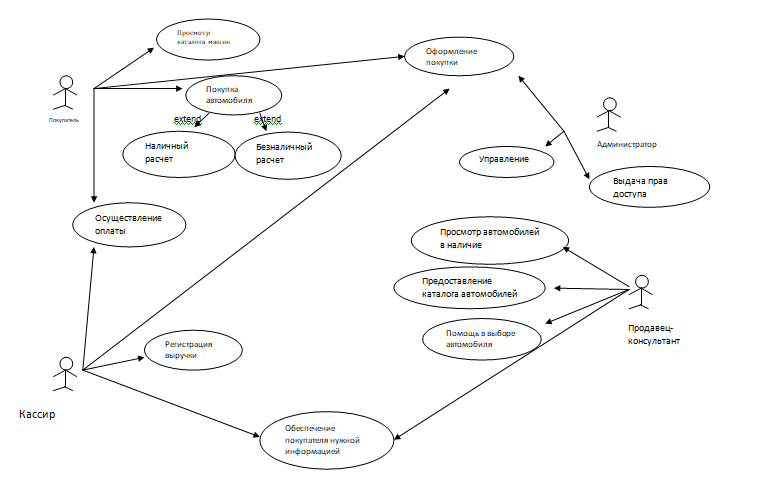 Просмотр
каталога машин
Оформление
покупки
Покупатель
Покупка
автомобиля
extend
extend
Наличный
расчет
Безналичный
расчет
Администратор
Управление
Выдача прав
доступа
Осуществление
оплаты
Просмотр автомобилей
в наличие
Предоставление
каталога автомобилей
Помощь в выборе
автомобиля
Продавец-
консультант
Регистрация
выручки
Кассир
Обеспечение
покупателя нужной
информацией